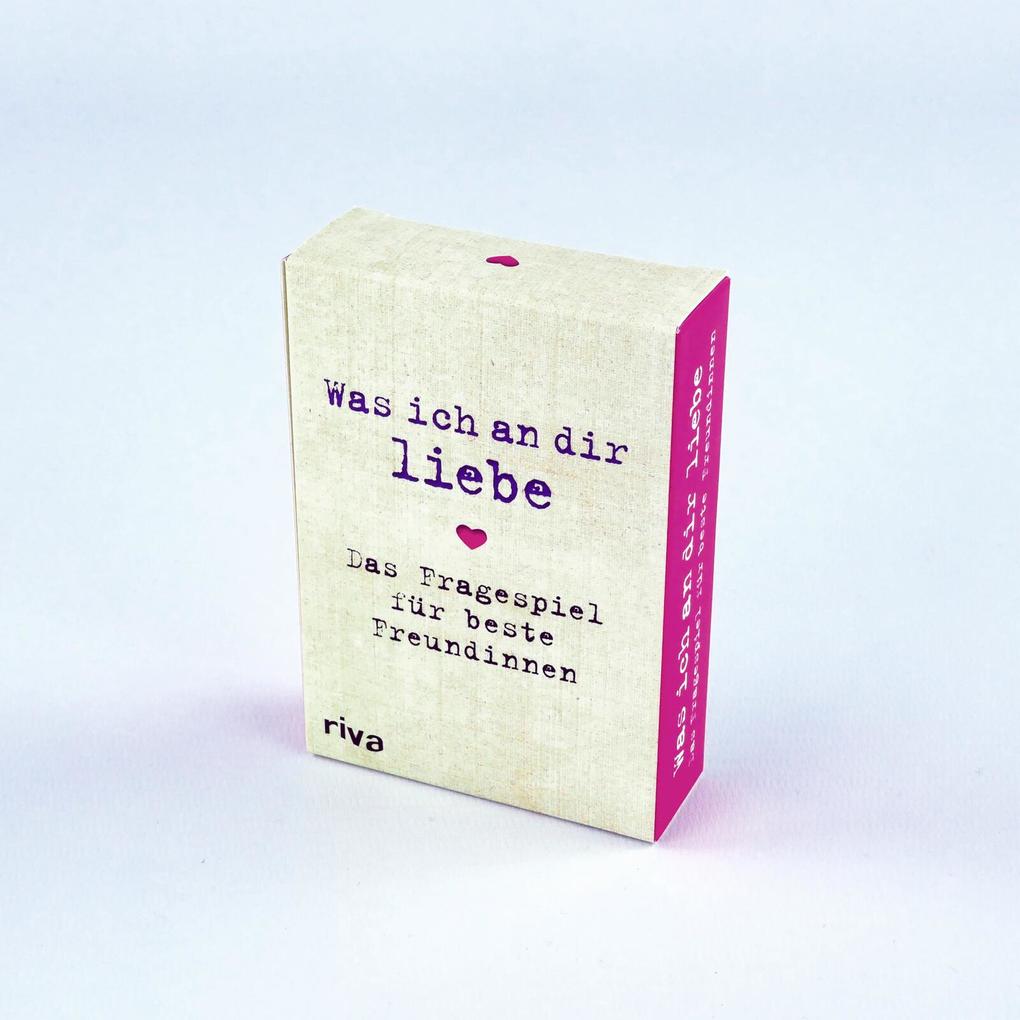 Was ich an dir
liebe
Das Fragespiel
für beste
Freundinnen
riva
Was ich an dir liebe
Das Fragespiel für beste Freundinnen